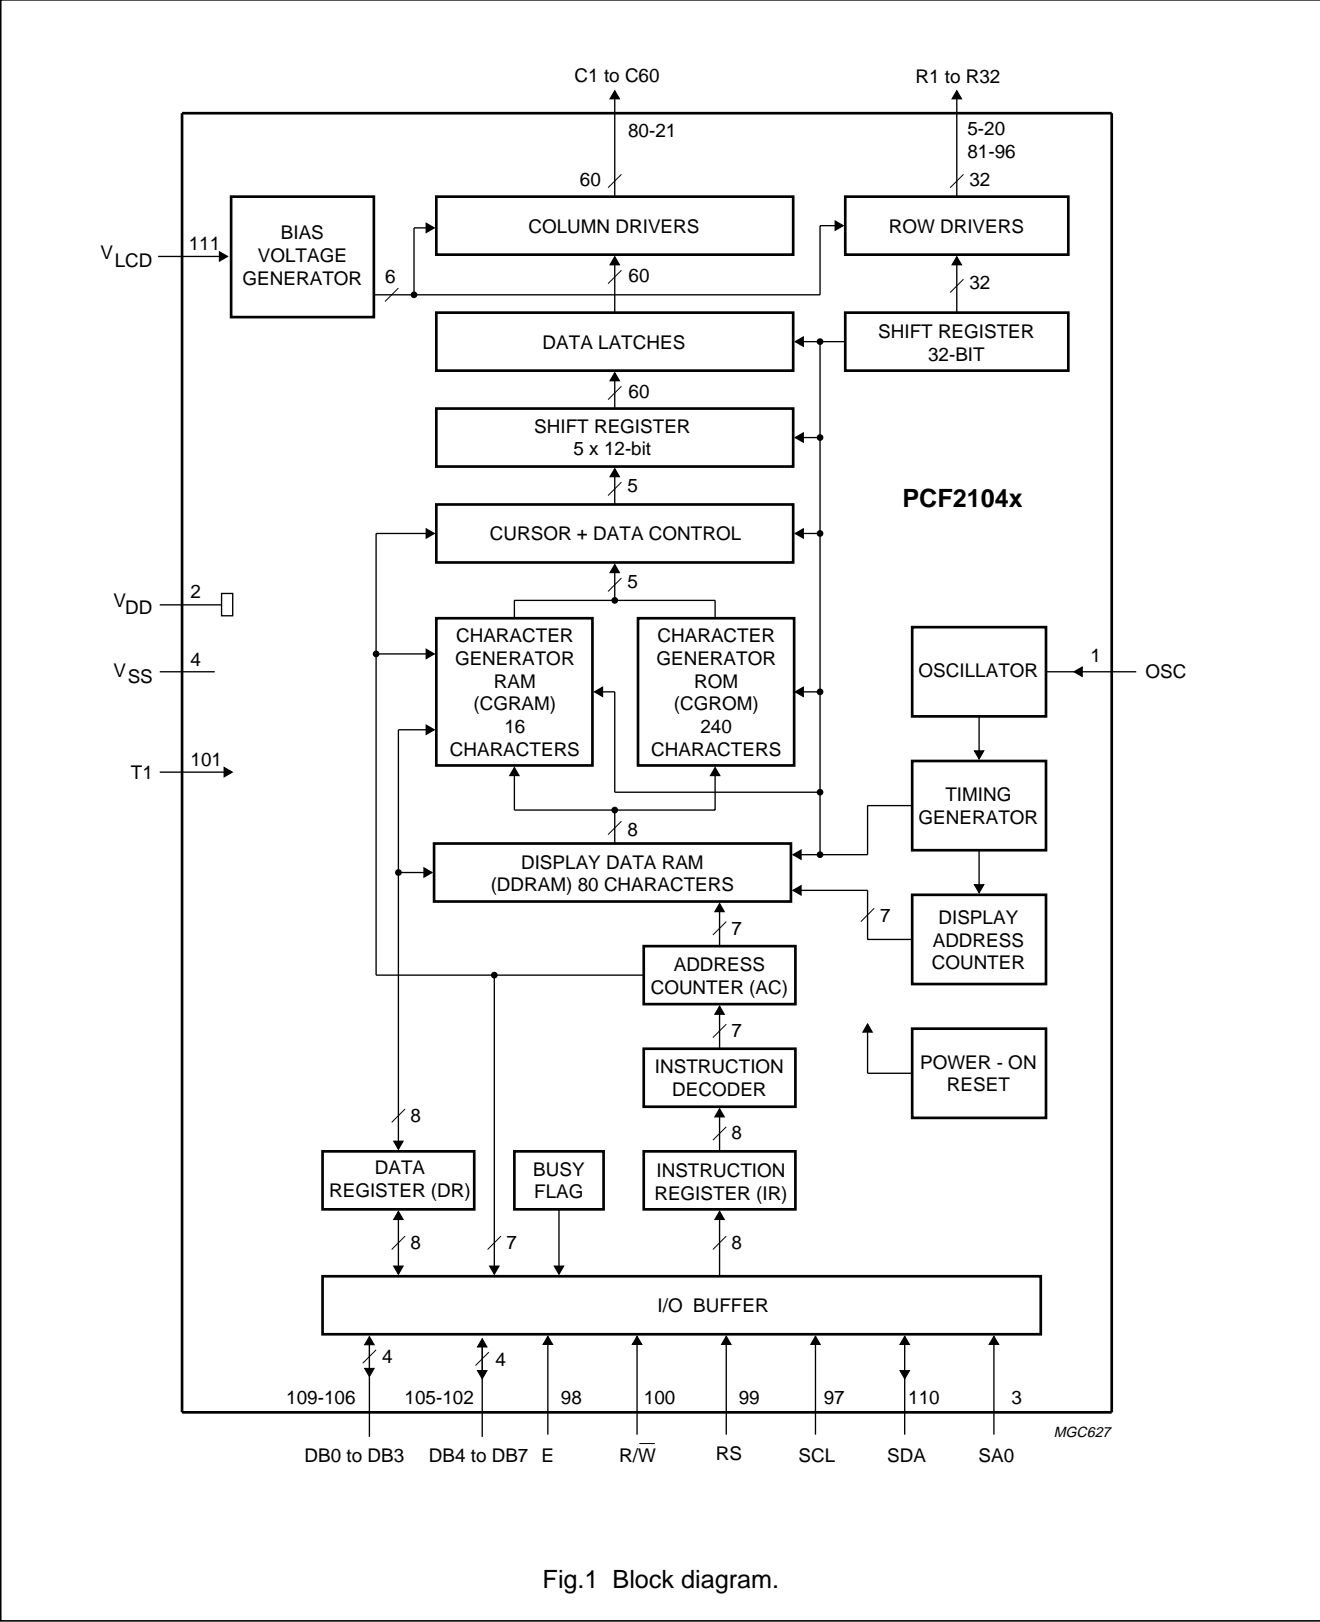 C1 to C60
R1 to R32
80-21
5-20
81-96
60
32
BIAS
VOLTAGE
GENERATOR
COLUMN DRIVERS
ROW DRIVERS
VLCD
111
6
60
32
DATA LATCHES
SHIFT REGISTER
32-BIT
60
SHIFT REGISTER
5 x 12-bit
5
PCF2104x
CURSOR + DATA CONTROL
5
VDD
2
CHARACTER
GENERATOR
RAM
(CGRAM)
16
CHARACTERS
CHARACTER
GENERATOR
ROM
(CGROM)
240
CHARACTERS
OSCILLATOR
1
OSC
VSS
4
T1
101
TIMING
GENERATOR
8
DISPLAY DATA RAM
(DDRAM) 80 CHARACTERS
7
DISPLAY
ADDRESS
COUNTER
7
ADDRESS
COUNTER (AC)
7
INSTRUCTION
DECODER
POWER - ON
RESET
8
8
DATA
REGISTER (DR)
BUSY
FLAG
INSTRUCTION
REGISTER (IR)
8
7
8
I/O BUFFER
4
4
109-106
105-102
98
100
99
97
110
3
MGC627
DB0 to DB3
DB4 to DB7
E
R/W̅
RS
SCL
SDA
SA0
Fig.1 Block diagram.